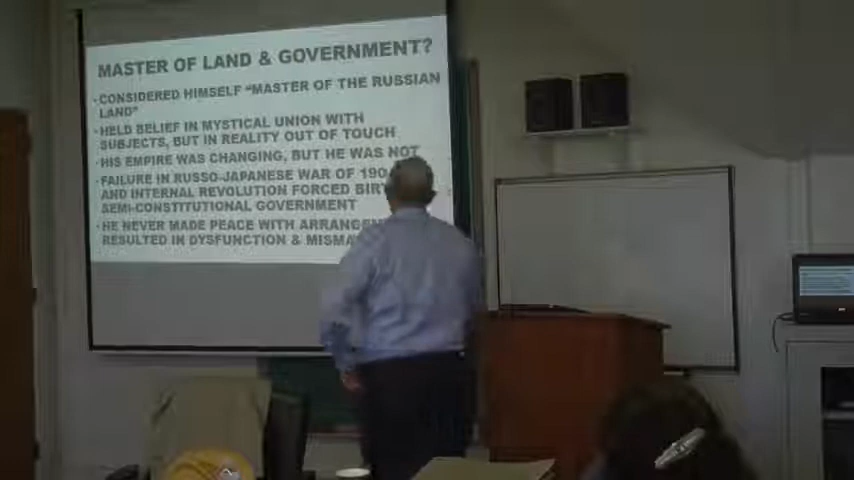 MASTER OF LAND & GOVERNMENT?
• CONSIDERED HIMSELF "MASTER OF THE RUSSIAN
LAND"
• HELD BELIEF IN MYSTICAL UNION WITH
SUBJECTS, BUT IN REALITY OUT OF TOUCH
• HIS EMPIRE WAS CHANGING, BUT HE WAS NOT
• FAILURE IN RUSSO-JAPANESE WAR OF 190
AND INTERNAL REVOLUTION FORCED
SEMI-CONSTITUTIONAL GOVERNMENT
• HE NEVER MADE PEACE WITH
RESULTED IN DYSFUNCTION &